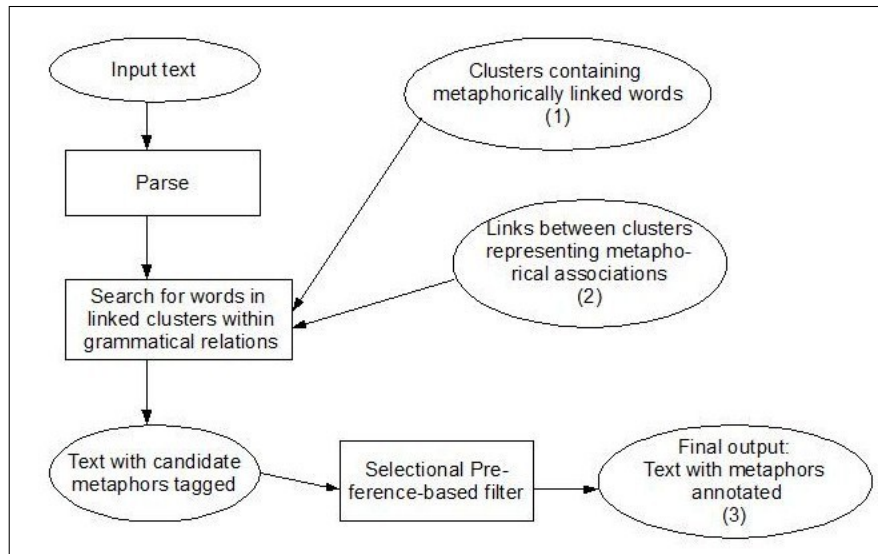 Input text
Clusters containing
metaphorically linked words
(1)
Parse
Links between clusters
representing metapho-
rical associations
(2)
Search for words in
linked clusters within
grammatical relations
Text with candidate
metaphors tagged
Selectional Pre-
ference-based filter
Final output:
Text with metaphors
annotated
(3)